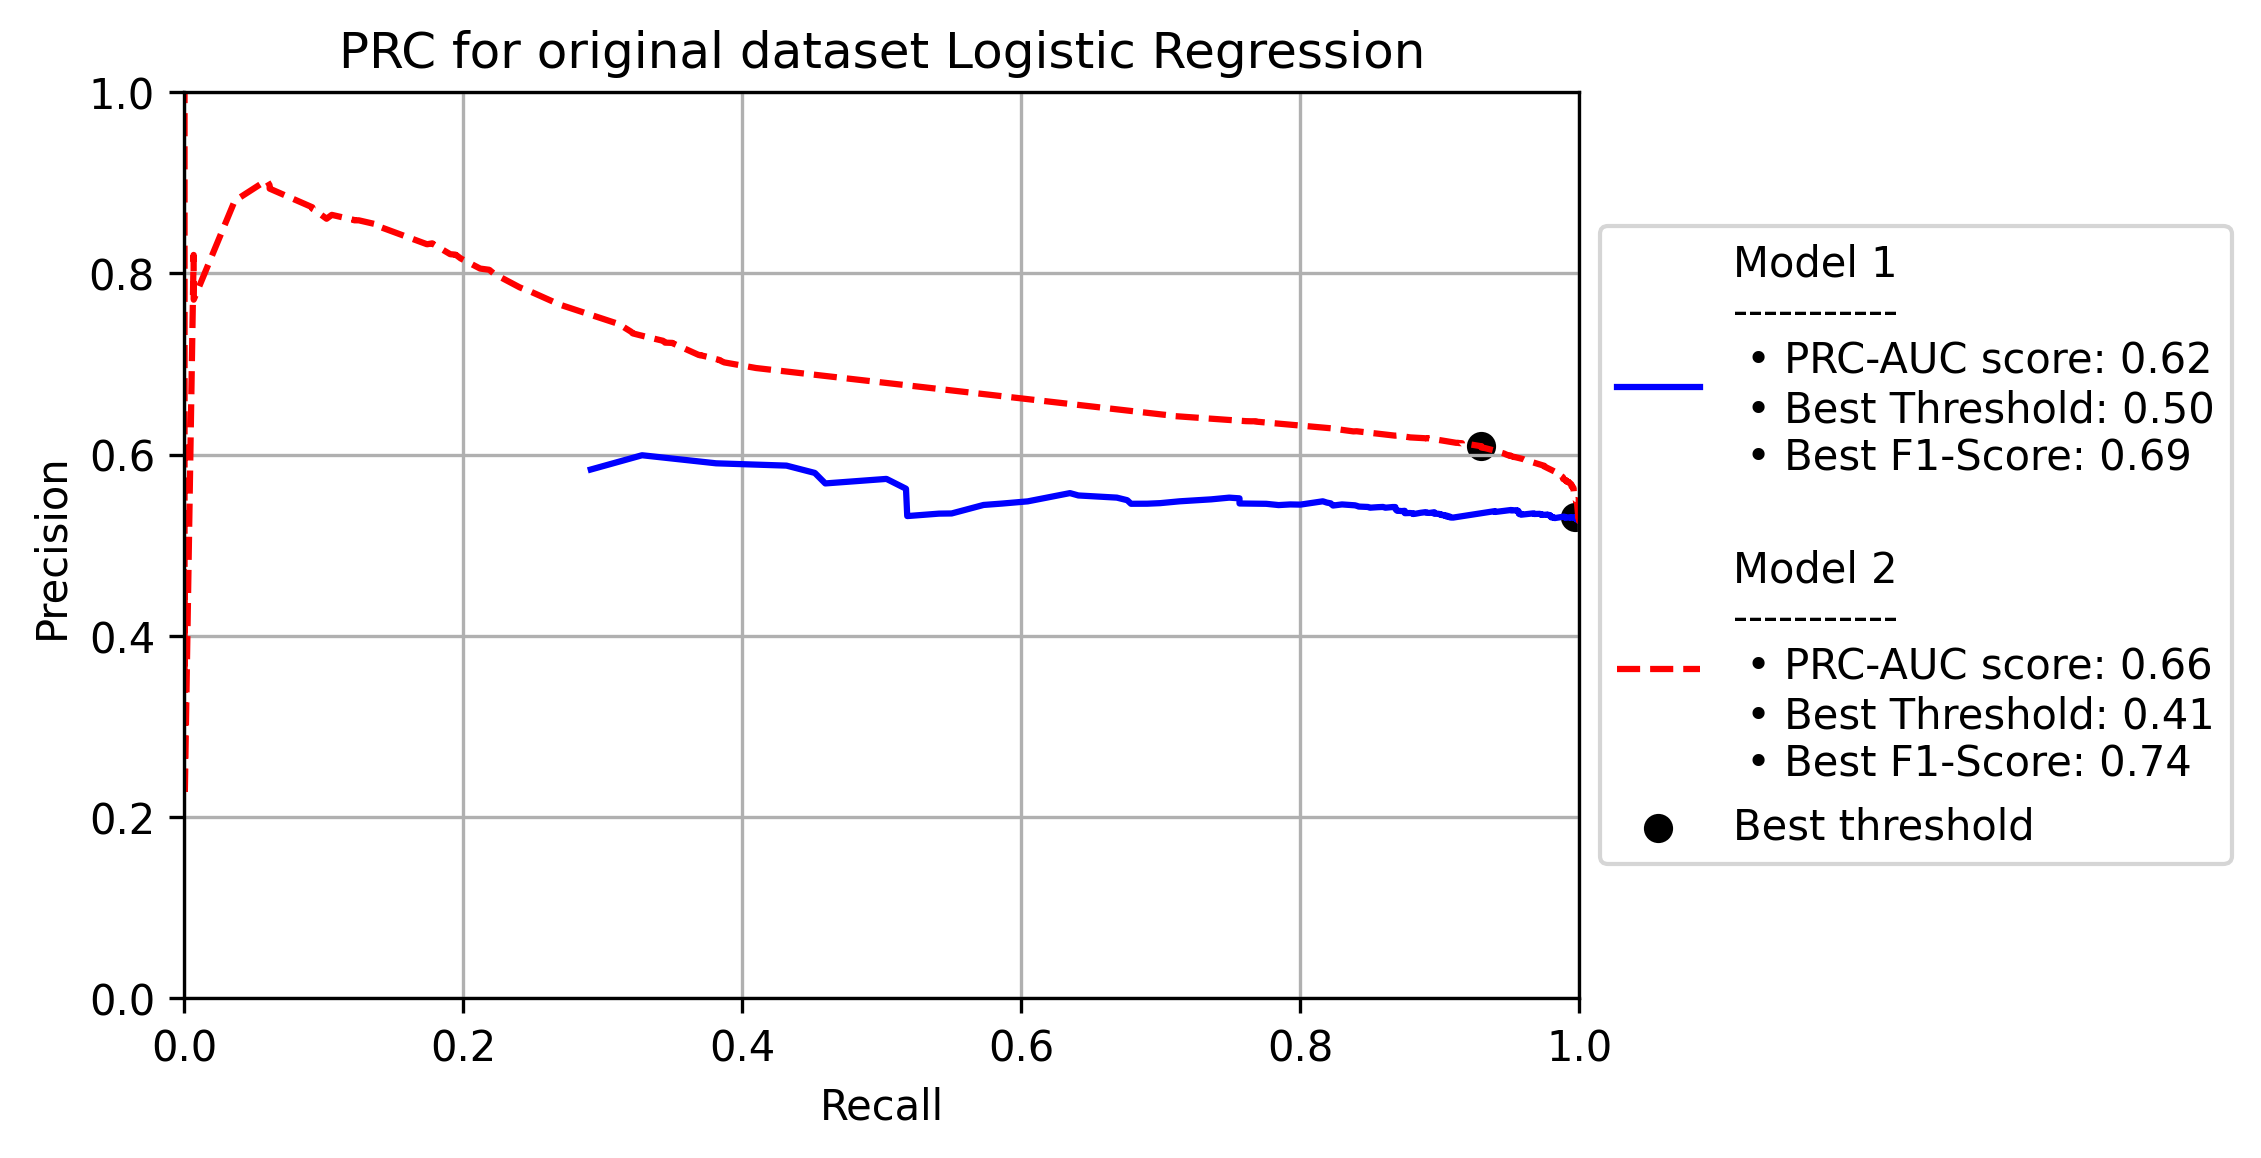 PRC for original dataset Logistic Regression
1.0
0.8
0.6
0.4
0.2
0.0
Precision
0.0 0.2 0.4 0.6 0.8 1.0
Recall
Model 1
-----------
• PRC-AUC score: 0.62
• Best Threshold: 0.50
• Best F1-Score: 0.69
Model 2
-----------
• PRC-AUC score: 0.66
• Best Threshold: 0.41
• Best F1-Score: 0.74
Best threshold